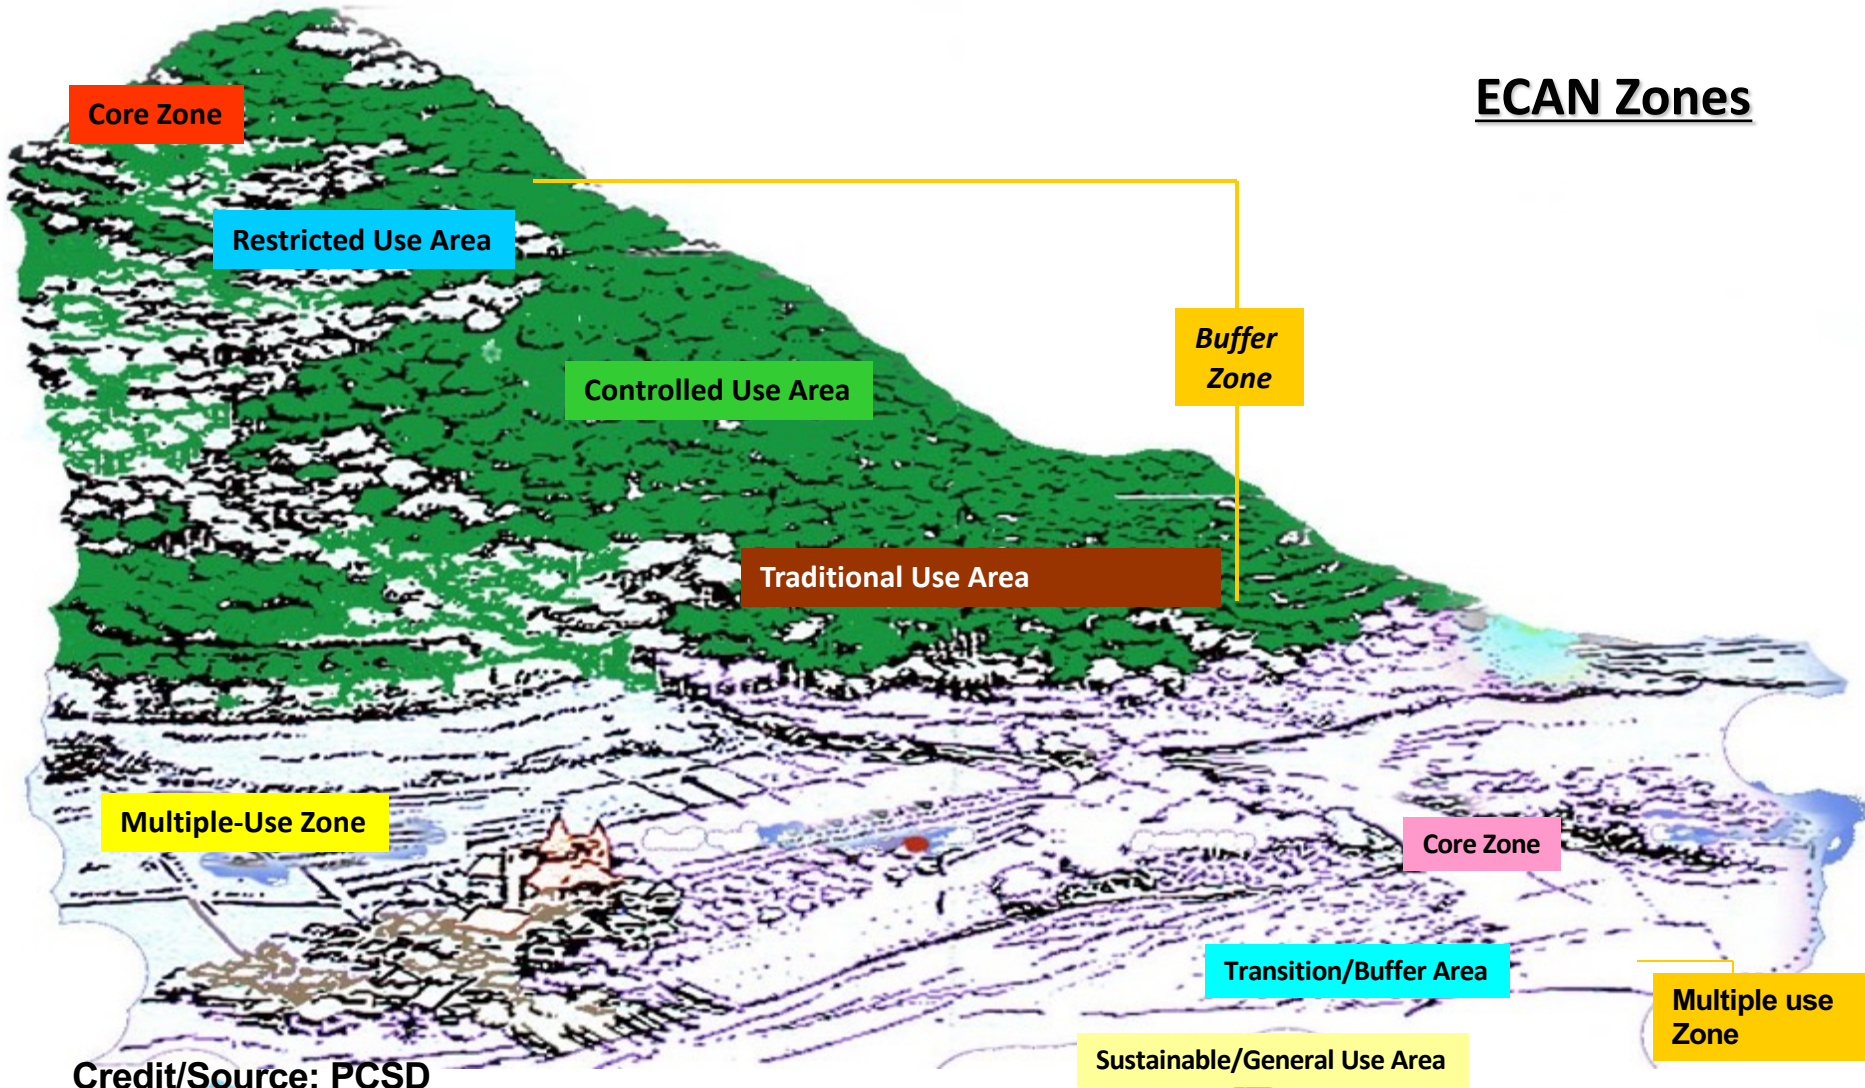 ECAN Zones
Core Zone
Restricted Use Area
Buffer
Zone
Controlled Use Area
Traditional Use Area
Multiple-Use Zone
Core Zone
Transition/Buffer Area
Multiple use
Zone
Sustainable/General Use Area
Credit/Source: PCSD